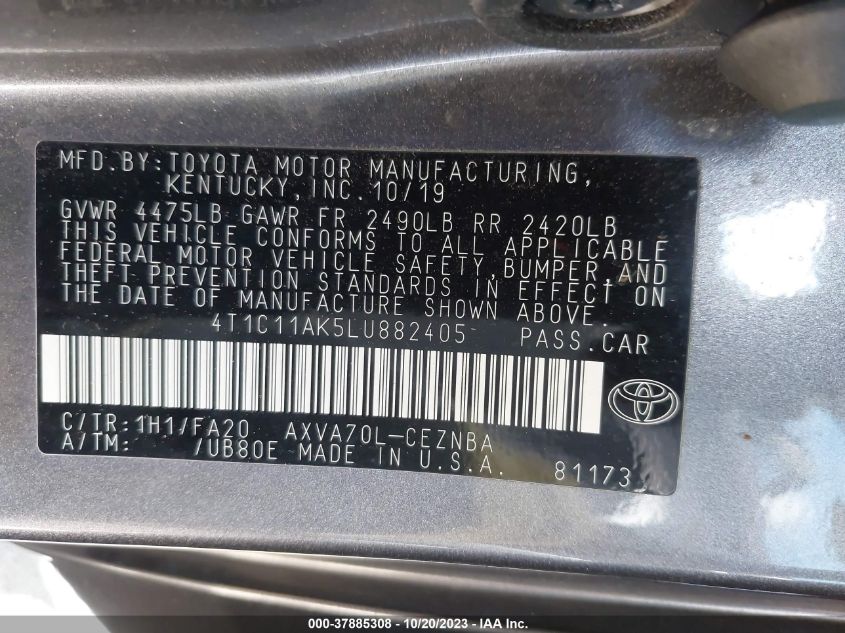 MFD.BY:TOYOTA MOTOR MANUFACTURING,
KENTUCKY,INC.10/19
GVWR 4475LB GAWR FR 2490LB RR 2420LB
THIS VEHICLE CONFORMS TO ALL APPLICABLE
FEDERAL MOTOR VEHICLE SAFETY,BUMPER,AND
THEFT PREVENTION STANDARDS IN EFFECT ON
THE DATE OF MANUFACTURE SHOWN ABOVE.
4T1C11AK5LU882405 PASS.CAR
C/TR:1H1/FA20 AXVA70L-CEZNBA
A/TM: /UB80E MADE IN U.S.A. 81173
000-37885308 - 10/20/2023 - IAA Inc.